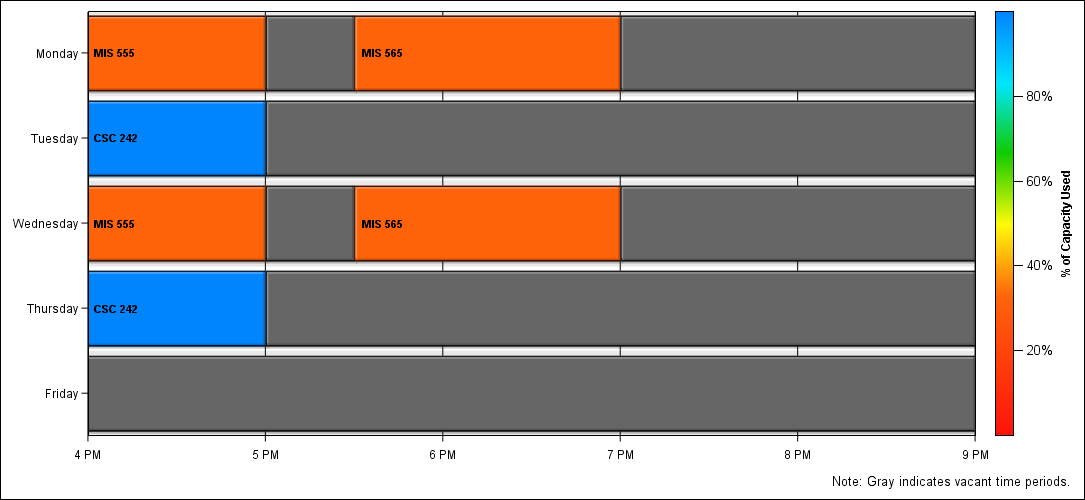 Monday
MIS 555
MIS 565
Tuesday
CSC 242
Wednesday
MIS 555
MIS 565
Thursday
CSC 242
Friday
4 PM
5 PM
6 PM
7 PM
8 PM
9 PM
80%
60%
40%
20%
% of Capacity Used
Note: Gray indicates vacant time periods.